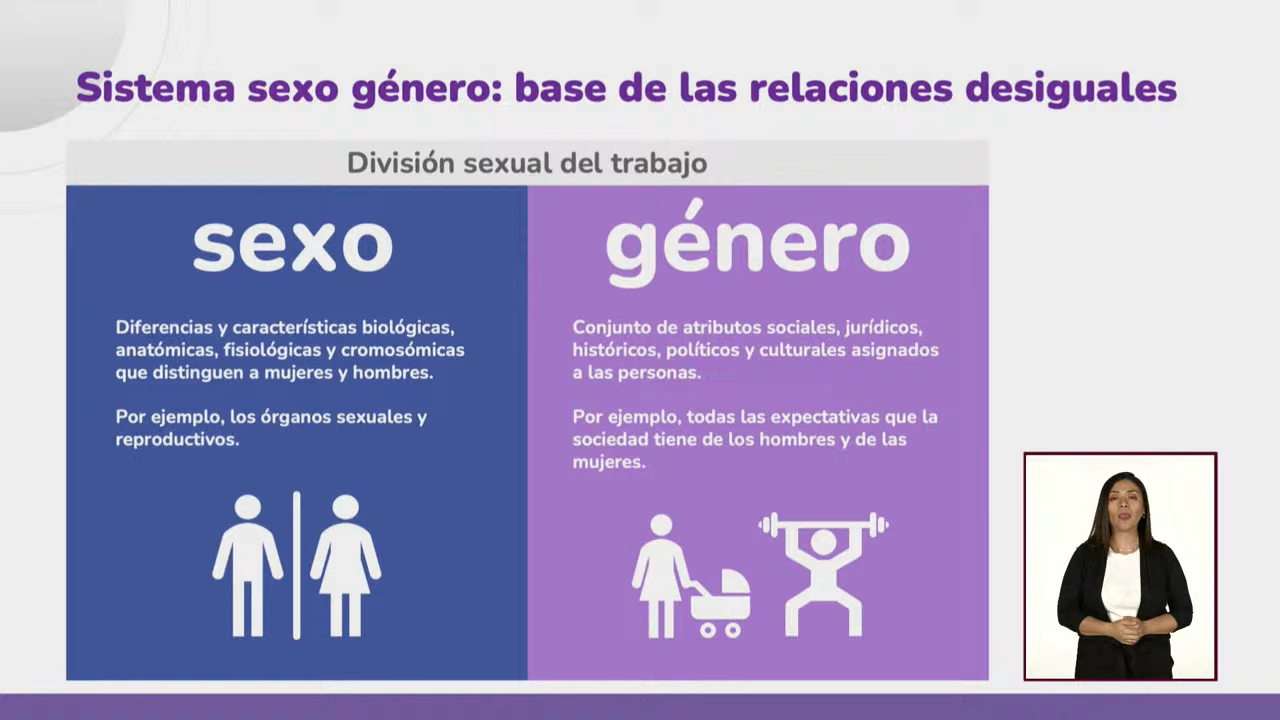 Sistema sexo género: base de las relaciones desiguales
División sexual del trabajo
sexo
Diferencias y características biológicas,
anatómicas, fisiológicas y cromosómicas
que distinguen a mujeres y hombres.
Por ejemplo, los órganos sexuales y
reproductivos.
género
Conjunto de atributos sociales, jurídicos,
históricos, políticos y culturales asignados
a las personas.
Por ejemplo, todas las expectativas que la
sociedad tiene de los hombres y de las
mujeres.